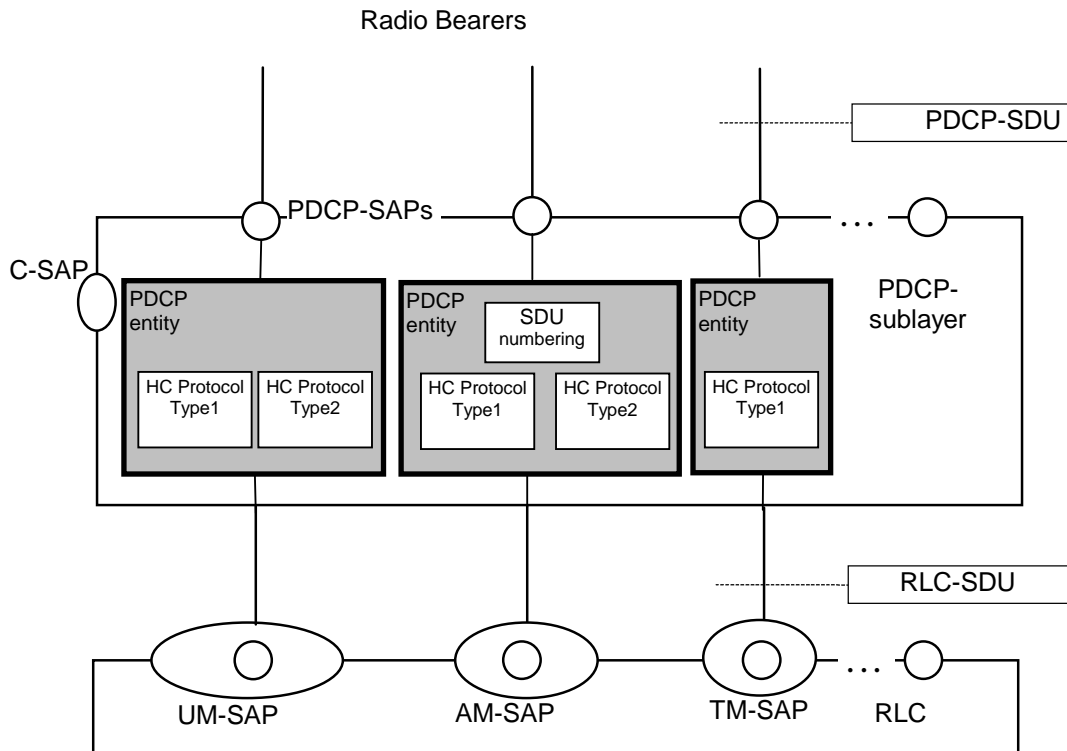 Radio Bearers
PDCP-SDU
PDCP-SAPs
...
C-SAP
PDCP
entity
HC Protocol
Type1
HC Protocol
Type2
PDCP
entity
SDU
numbering
HC Protocol
Type1
HC Protocol
Type2
PDCP
entity
HC Protocol
Type1
PDCP-
sublayer
RLC-SDU
...
UM-SAP
AM-SAP
TM-SAP
RLC